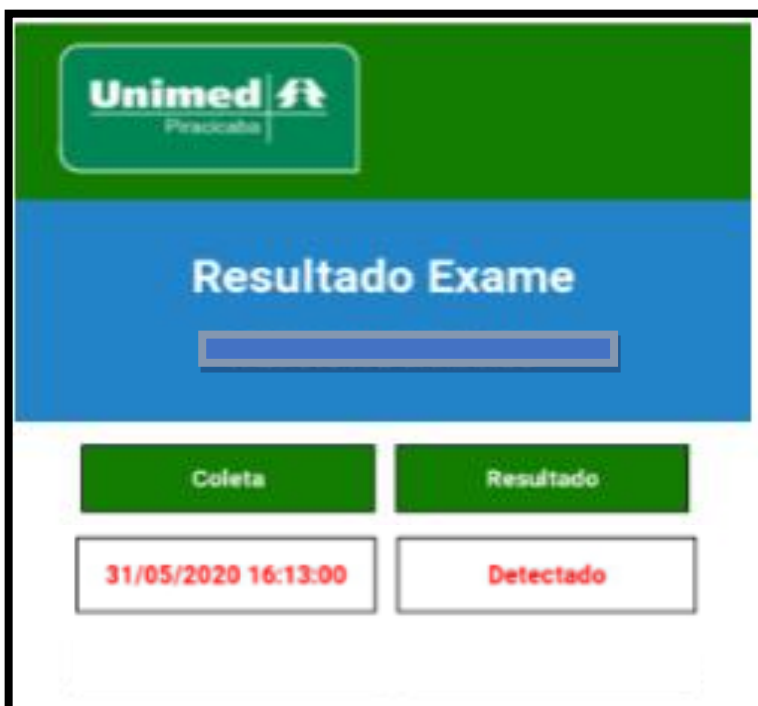 Unimed
Piracicaba
Resultado Exame
Coleta
Resultado
31/05/2020 16:13:00
Detectado